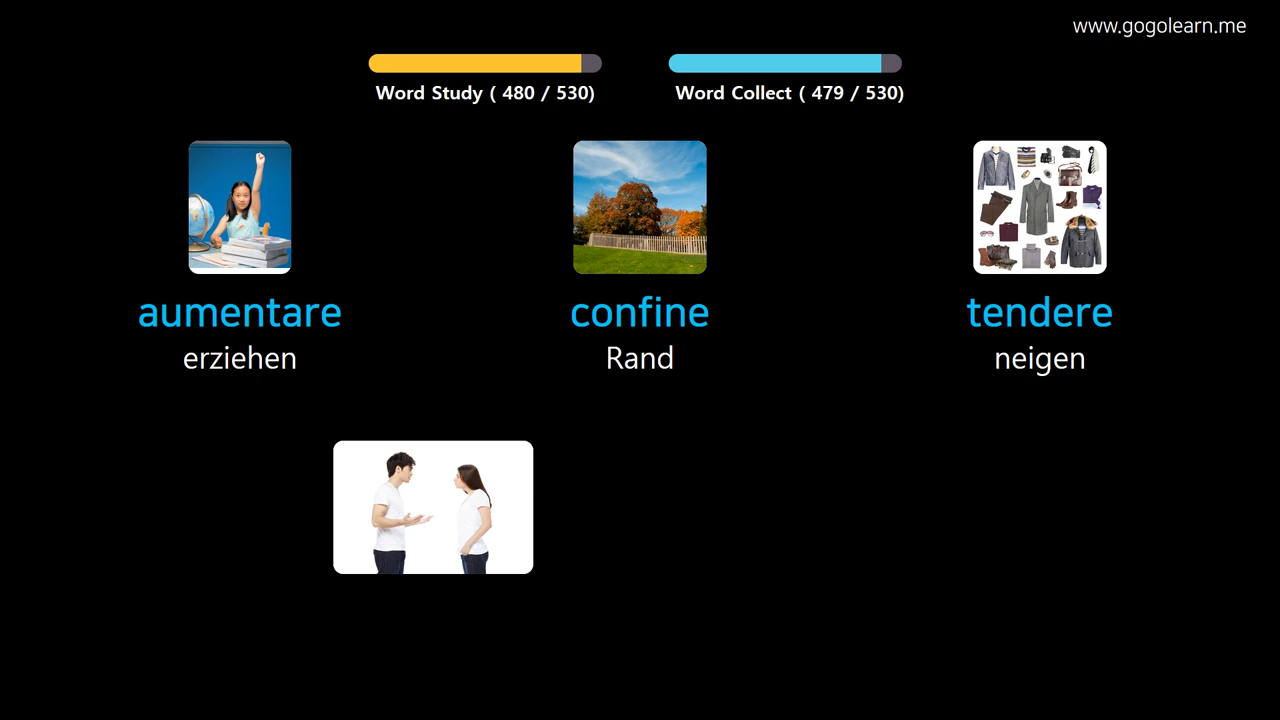 www.gogolearn.me
Word Study ( 480 / 530)
Word Collect ( 479 / 530)
aumentare
erziehen
confine
Rand
tendere
neigen